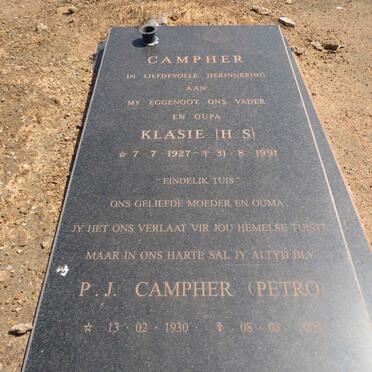 CAMPHER
IN LIEFDEVOLLE HERINNERING
AAN
MY EGGENOOT, ONS VADER
EN OUPA
KLASIE (H S)
☆ 7 7 1927 - ✝ 31 8 1991
"EINDELIK TUIS"
ONS GELIEFDE MOEDER EN OUMA,
JY HET ONS VERLAAT VIR JOU HEMELSE TUISTE
MAAR IN ONS HARTE SAL JY ALTYD BLY
P. J. CAMPHER (PETRO)
☆ 13 - 02 - 1930 ✝ 08 - 03 -